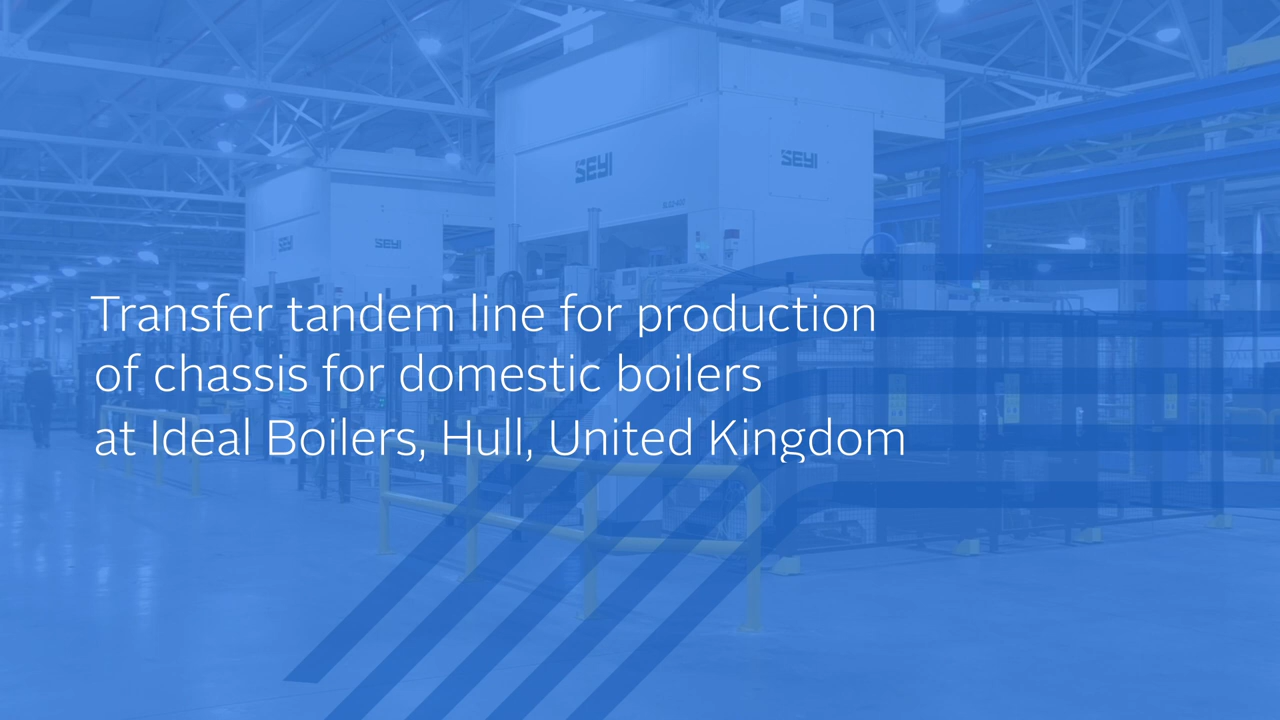 SEYI
SEYI
SEYI
SEYI
Transfer tandem line for production
of chassis for domestic boilers
at Ideal Boilers, Hull, United Kingdom